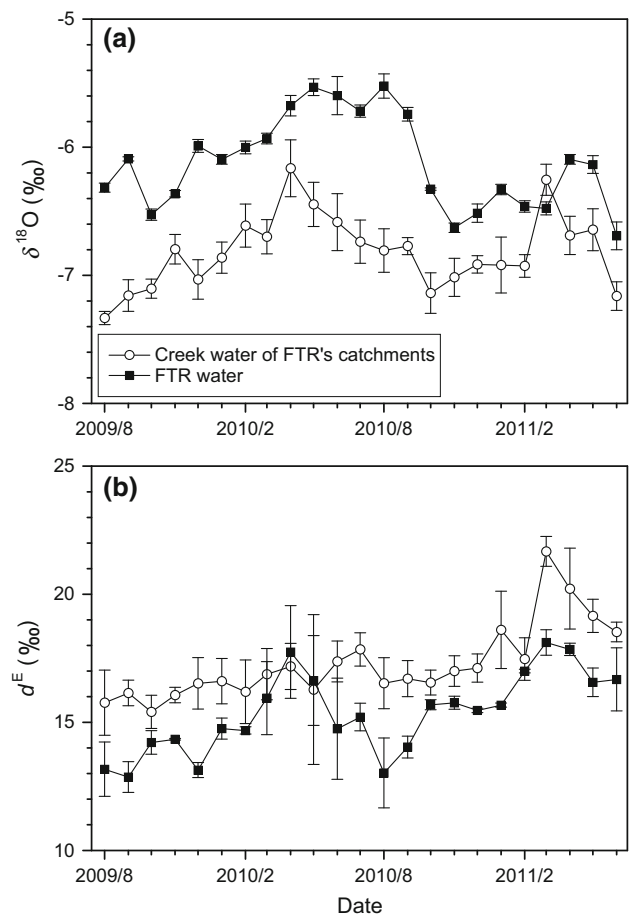 (a)
-5
-6
-7
-8
δ18O (‰)
Creek water of FTR's catchments
FTR water
2009/8 2010/2 2010/8 2011/2
(b)
25
20
15
10
dE (‰)
2009/8 2010/2 2010/8 2011/2
Date